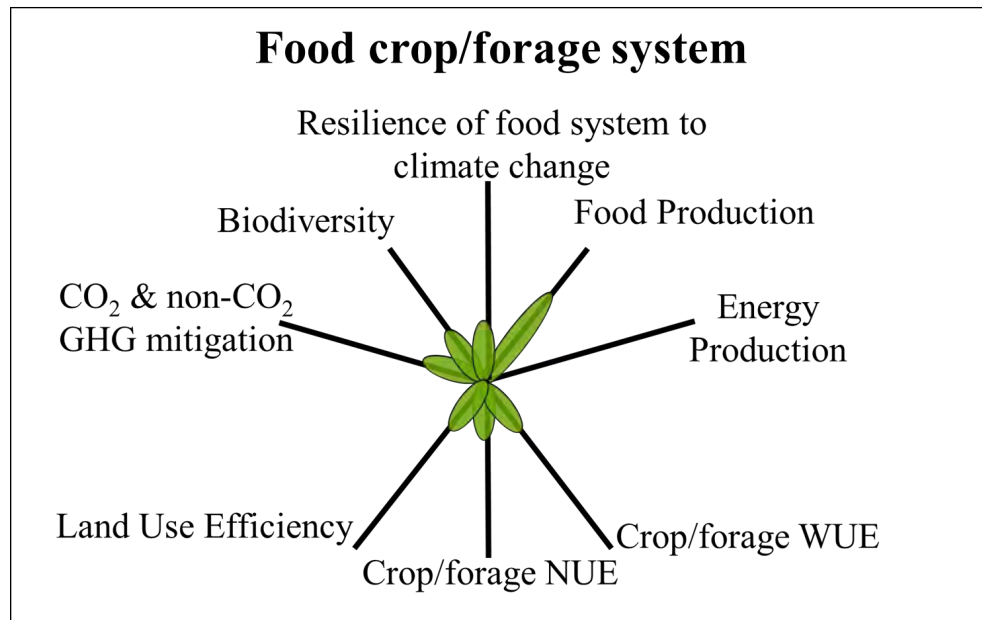 Food crop/forage system
Resilience of food system to
climate change
Biodiversity
Food Production
CO₂ & non-CO₂
GHG mitigation
Energy
Production
Land Use Efficiency
Crop/forage WUE
Crop/forage NUE